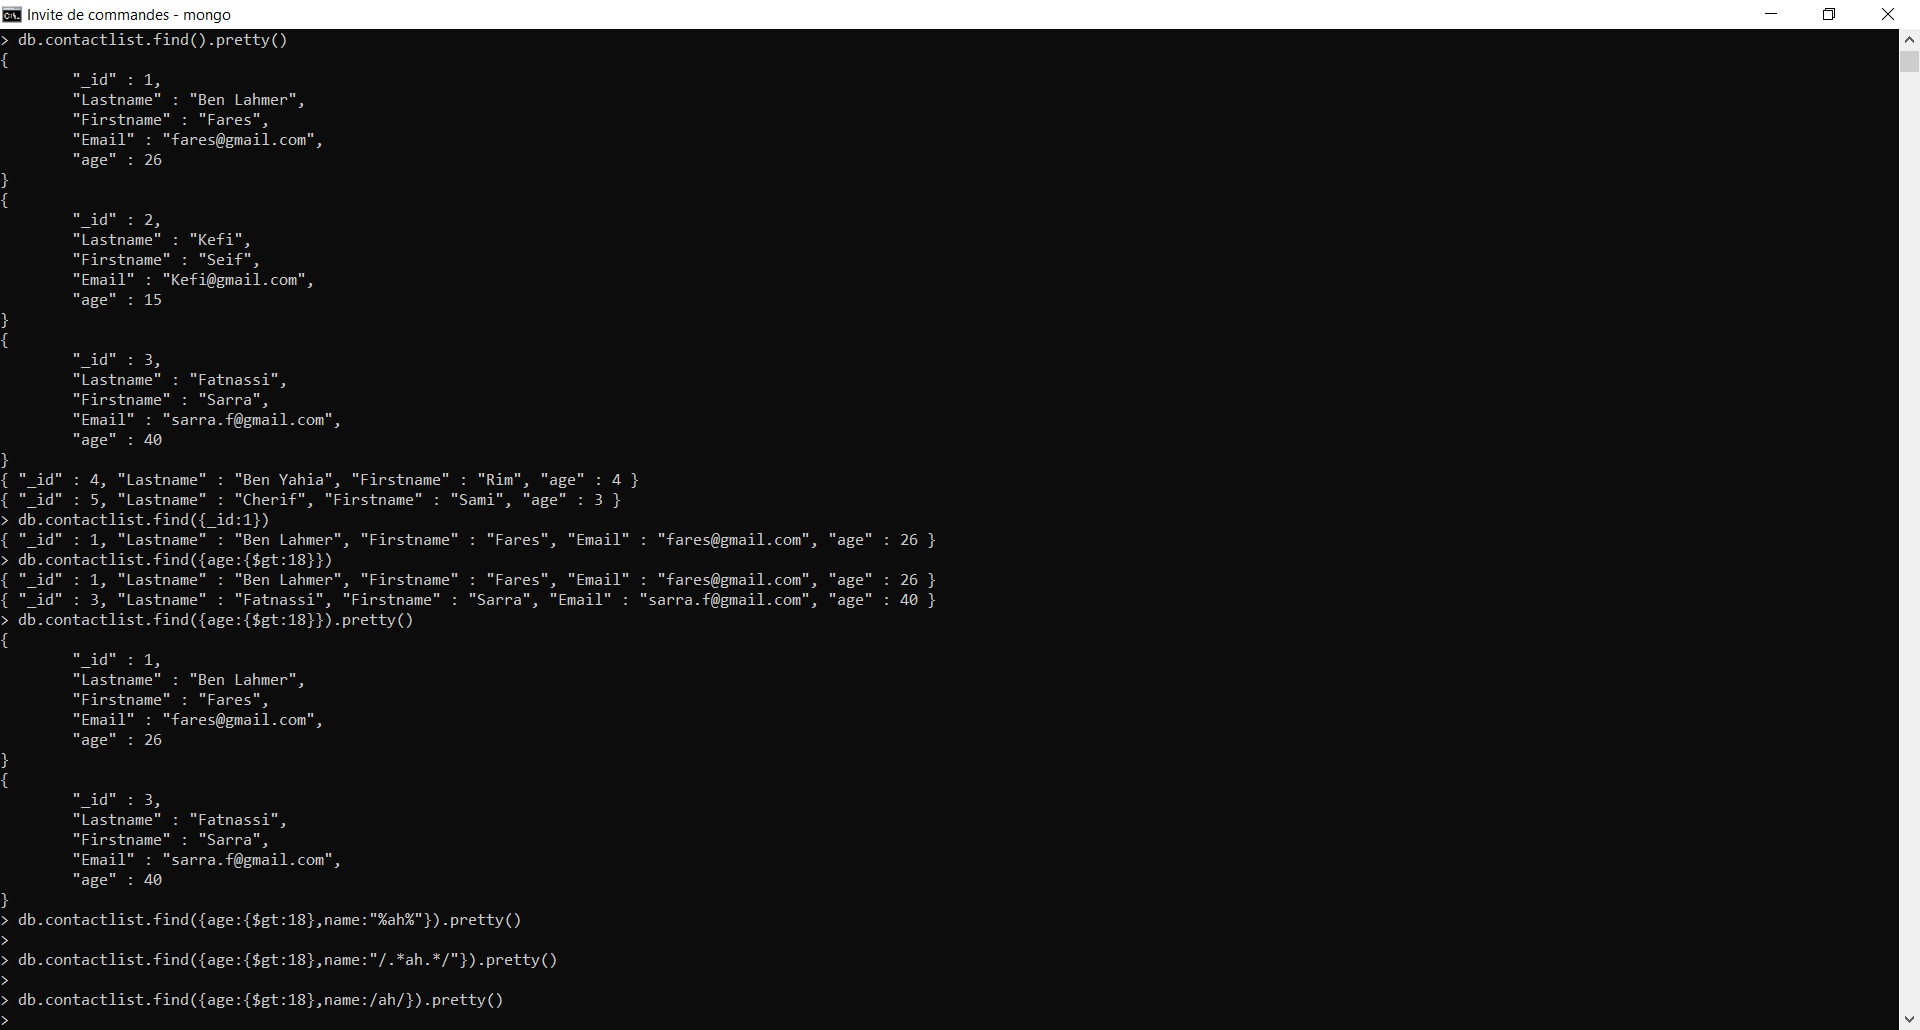 Invite de commandes - mongo
> db.contactlist.find().pretty()
{
        "_id" : 1,
        "Lastname" : "Ben Lahmer",
        "Firstname" : "Fares",
        "Email" : "fares@gmail.com",
        "age" : 26
}
{
        "_id" : 2,
        "Lastname" : "Kefi",
        "Firstname" : "Seif",
        "Email" : "Kefi@gmail.com",
        "age" : 15
}
{
        "_id" : 3,
        "Lastname" : "Fatnassi",
        "Firstname" : "Sarra",
        "Email" : "sarra.f@gmail.com",
        "age" : 40
}
{ "_id" : 4, "Lastname" : "Ben Yahia", "Firstname" : "Rim", "age" : 4 }
{ "_id" : 5, "Lastname" : "Cherif", "Firstname" : "Sami", "age" : 3 }
> db.contactlist.find({_id:1})
{ "_id" : 1, "Lastname" : "Ben Lahmer", "Firstname" : "Fares", "Email" : "fares@gmail.com", "age" : 26 }
> db.contactlist.find({age:{$gt:18}})
{ "_id" : 1, "Lastname" : "Ben Lahmer", "Firstname" : "Fares", "Email" : "fares@gmail.com", "age" : 26 }
{ "_id" : 3, "Lastname" : "Fatnassi", "Firstname" : "Sarra", "Email" : "sarra.f@gmail.com", "age" : 40 }
> db.contactlist.find({age:{$gt:18}}).pretty()
{
        "_id" : 1,
        "Lastname" : "Ben Lahmer",
        "Firstname" : "Fares",
        "Email" : "fares@gmail.com",
        "age" : 26
}
{
        "_id" : 3,
        "Lastname" : "Fatnassi",
        "Firstname" : "Sarra",
        "Email" : "sarra.f@gmail.com",
        "age" : 40
}
> db.contactlist.find({age:{$gt:18},name:"%ah%"}).pretty()
>
> db.contactlist.find({age:{$gt:18},name:"/.*ah.*/"}).pretty()
>
> db.contactlist.find({age:{$gt:18},name:/ah/}).pretty()
>